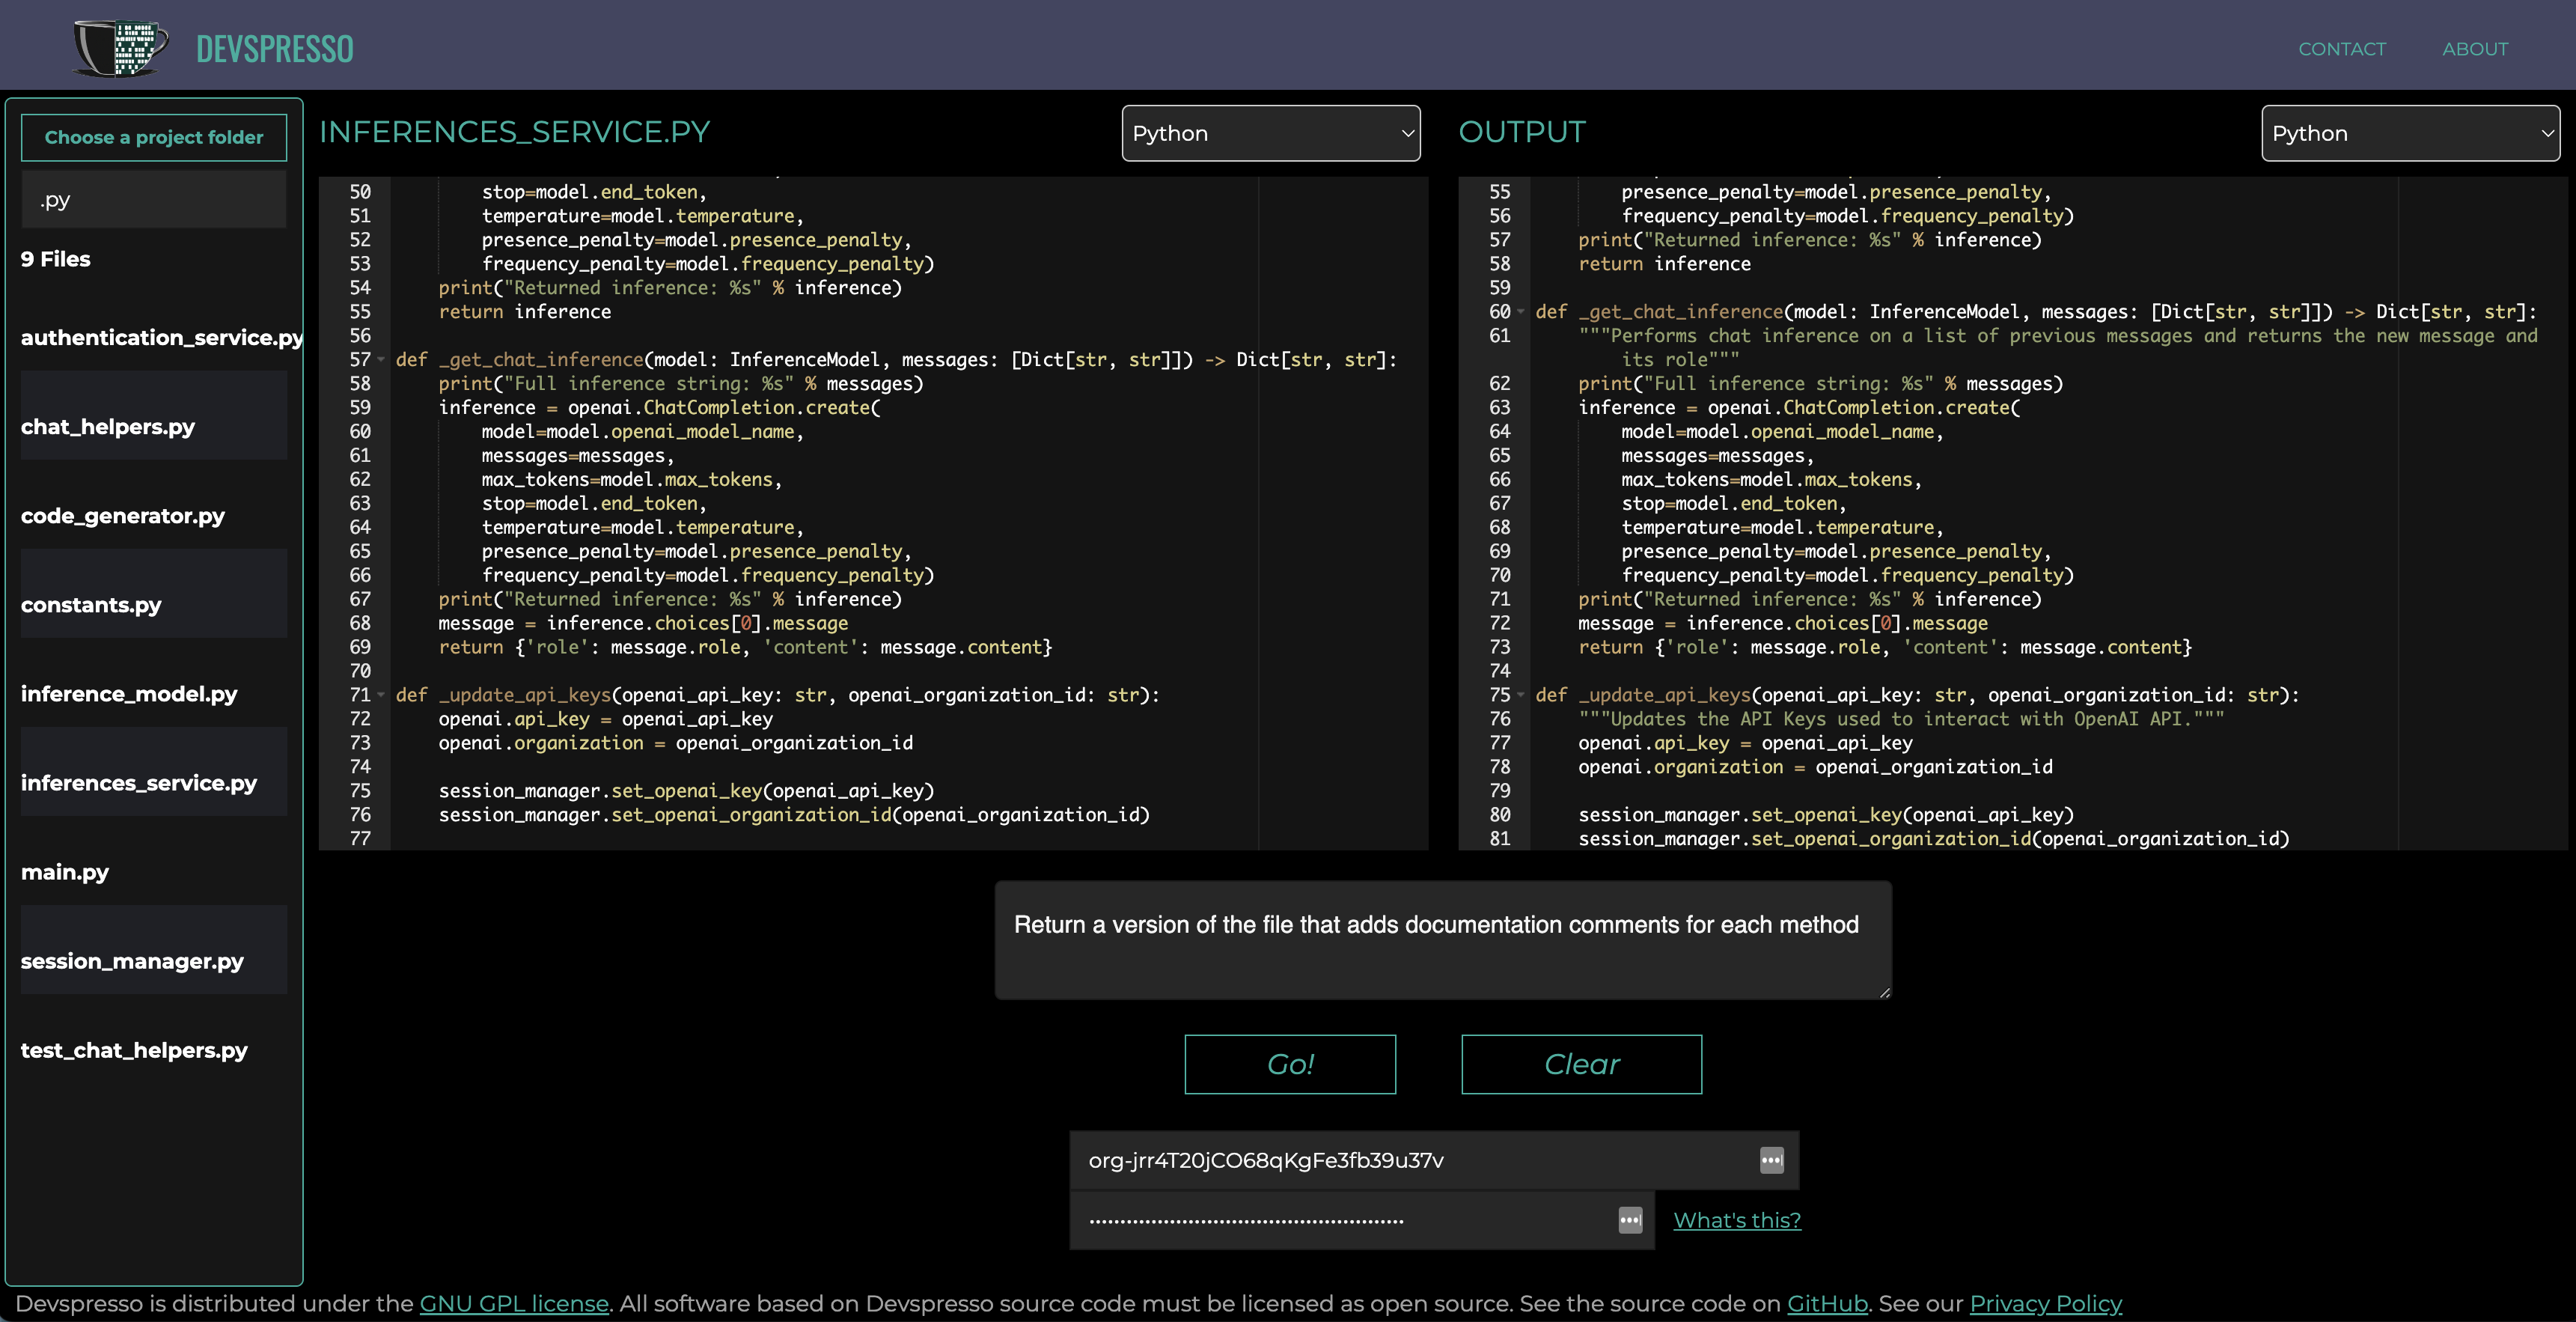 DEVSPRESSO
CONTACT
ABOUT
Choose a project folder
.py
9 Files
authentication_service.py
chat_helpers.py
code_generator.py
constants.py
inference_model.py
inferences_service.py
main.py
session_manager.py
test_chat_helpers.py
INFERENCES_SERVICE.PY
Python
50 stop=model.end_token,
51 temperature=model.temperature,
52 presence_penalty=model.presence_penalty,
53 frequency_penalty=model.frequency_penalty)
54 print("Returned inference: %s" % inference)
55 return inference
56
57 def _get_chat_inference(model: InferenceModel, messages: [Dict[str, str]]) -> Dict[str, str]:
58 print("Full inference string: %s" % messages)
59 inference = openai.ChatCompletion.create(
60 model=model.openai_model_name,
61 messages=messages,
62 max_tokens=model.max_tokens,
63 stop=model.end_token,
64 temperature=model.temperature,
65 presence_penalty=model.presence_penalty,
66 frequency_penalty=model.frequency_penalty)
67 print("Returned inference: %s" % inference)
68 message = inference.choices[0].message
69 return {'role': message.role, 'content': message.content}
70
71 def _update_api_keys(openai_api_key: str, openai_organization_id: str):
72 openai.api_key = openai_api_key
73 openai.organization = openai_organization_id
74
75 session_manager.set_openai_key(openai_api_key)
76 session_manager.set_openai_organization_id(openai_organization_id)
77
OUTPUT
Python
55 presence_penalty=model.presence_penalty,
56 frequency_penalty=model.frequency_penalty)
57 print("Returned inference: %s" % inference)
58 return inference
59
60 def _get_chat_inference(model: InferenceModel, messages: [Dict[str, str]]) -> Dict[str, str]:
61 """Performs chat inference on a list of previous messages and returns the new message and
its role"""
62 print("Full inference string: %s" % messages)
63 inference = openai.ChatCompletion.create(
64 model=model.openai_model_name,
65 messages=messages,
66 max_tokens=model.max_tokens,
67 stop=model.end_token,
68 temperature=model.temperature,
69 presence_penalty=model.presence_penalty,
70 frequency_penalty=model.frequency_penalty)
71 print("Returned inference: %s" % inference)
72 message = inference.choices[0].message
73 return {'role': message.role, 'content': message.content}
74
75 def _update_api_keys(openai_api_key: str, openai_organization_id: str):
76 """Updates the API Keys used to interact with OpenAI API."""
77 openai.api_key = openai_api_key
78 openai.organization = openai_organization_id
79
80 session_manager.set_openai_key(openai_api_key)
81 session_manager.set_openai_organization_id(openai_organization_id)
Return a version of the file that adds documentation comments for each method
Go!
Clear
org-jrr4T20jCO68qKgFe3fb39u37v
What's this?
Devspresso is distributed under the GNU GPL license. All software based on Devspresso source code must be licensed as open source. See the source code on GitHub. See our Privacy Policy